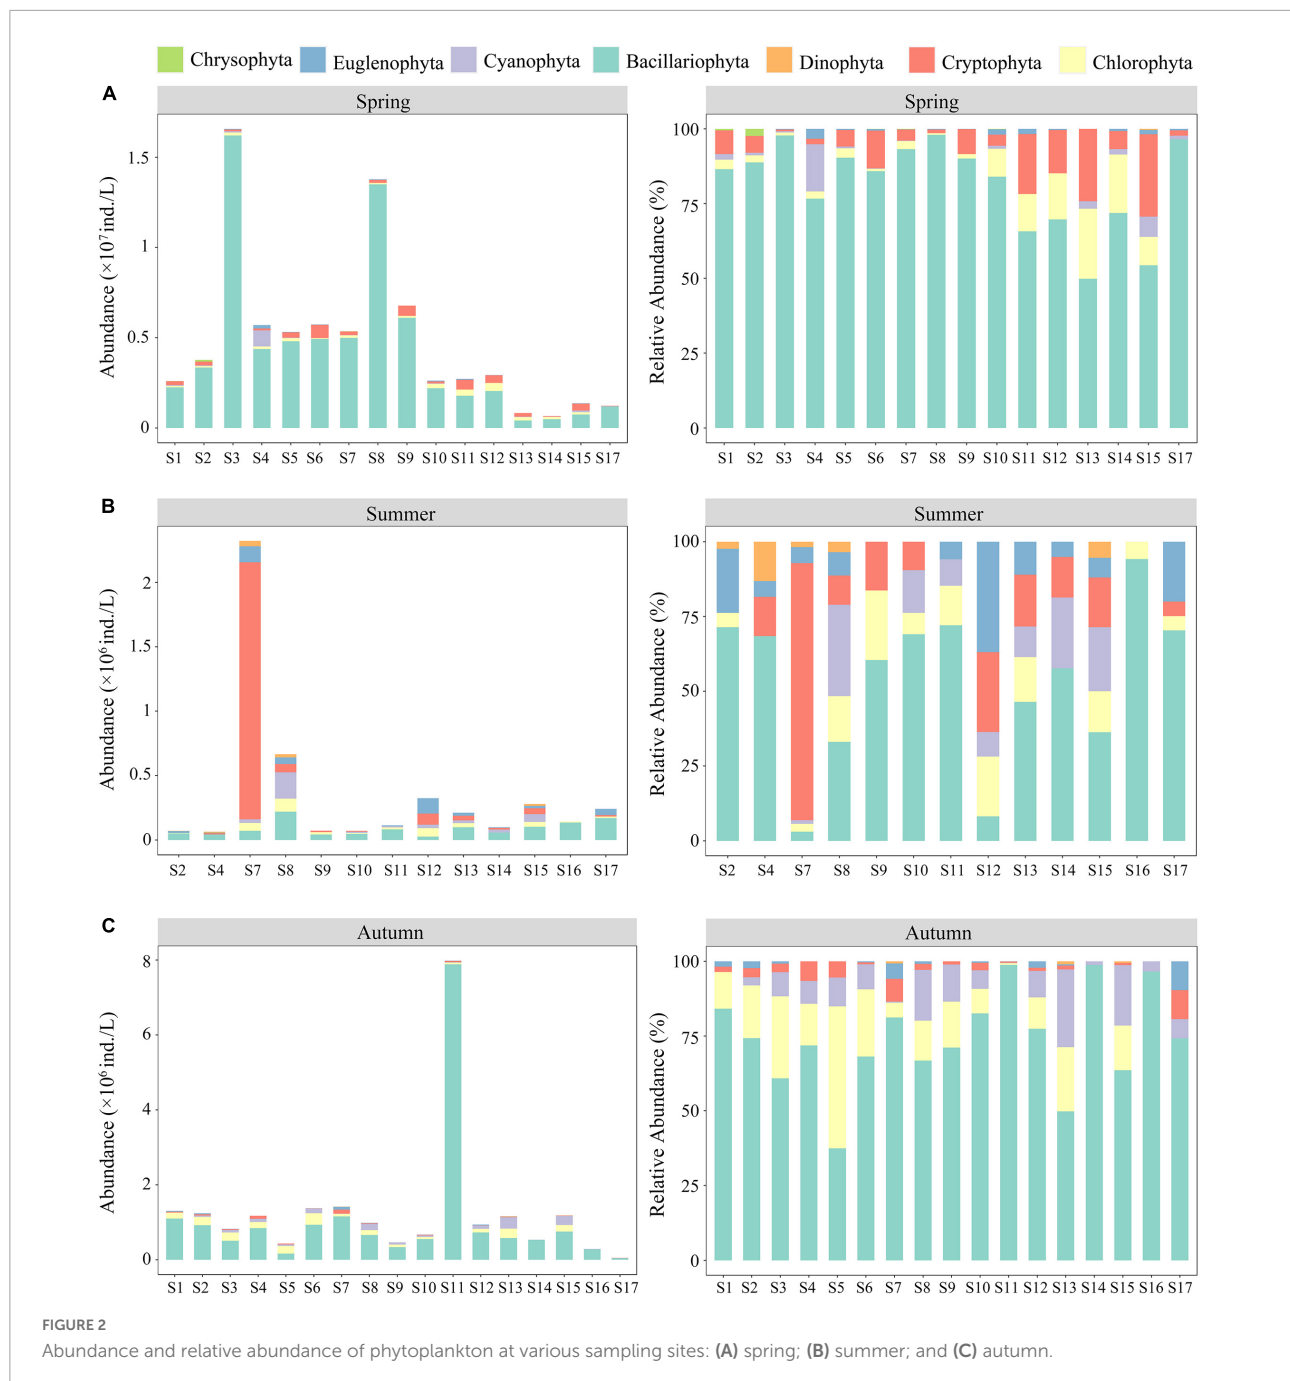 Chrysophyta Euglenophyta Cyanophyta Bacillariophyta Dinophyta Cryptophyta Chlorophyta
A
Spring
Abundance (×10⁷ ind./L)
1.5
1
0.5
0
S1 S2 S3 S4 S5 S6 S7 S8 S9 S10 S11 S12 S13 S14 S15 S17
Spring
Relative Abundance (%)
100
75
50
25
0
S1 S2 S3 S4 S5 S6 S7 S8 S9 S10 S11 S12 S13 S14 S15 S17
B
Summer
Abundance (×10⁶ ind./L)
2
1.5
1
0.5
0
S2 S4 S7 S8 S9 S10 S11 S12 S13 S14 S15 S16 S17
Summer
Relative Abundance (%)
100
75
50
25
0
S2 S4 S7 S8 S9 S10 S11 S12 S13 S14 S15 S16 S17
C
Autumn
Abundance (×10⁶ ind./L)
8
6
4
2
0
S1 S2 S3 S4 S5 S6 S7 S8 S9 S10 S11 S12 S13 S14 S15 S16 S17
Autumn
Relative Abundance (%)
100
75
50
25
0
S1 S2 S3 S4 S5 S6 S7 S8 S9 S10 S11 S12 S13 S14 S15 S16 S17
FIGURE 2
Abundance and relative abundance of phytoplankton at various sampling sites: (A) spring; (B) summer; and (C) autumn.